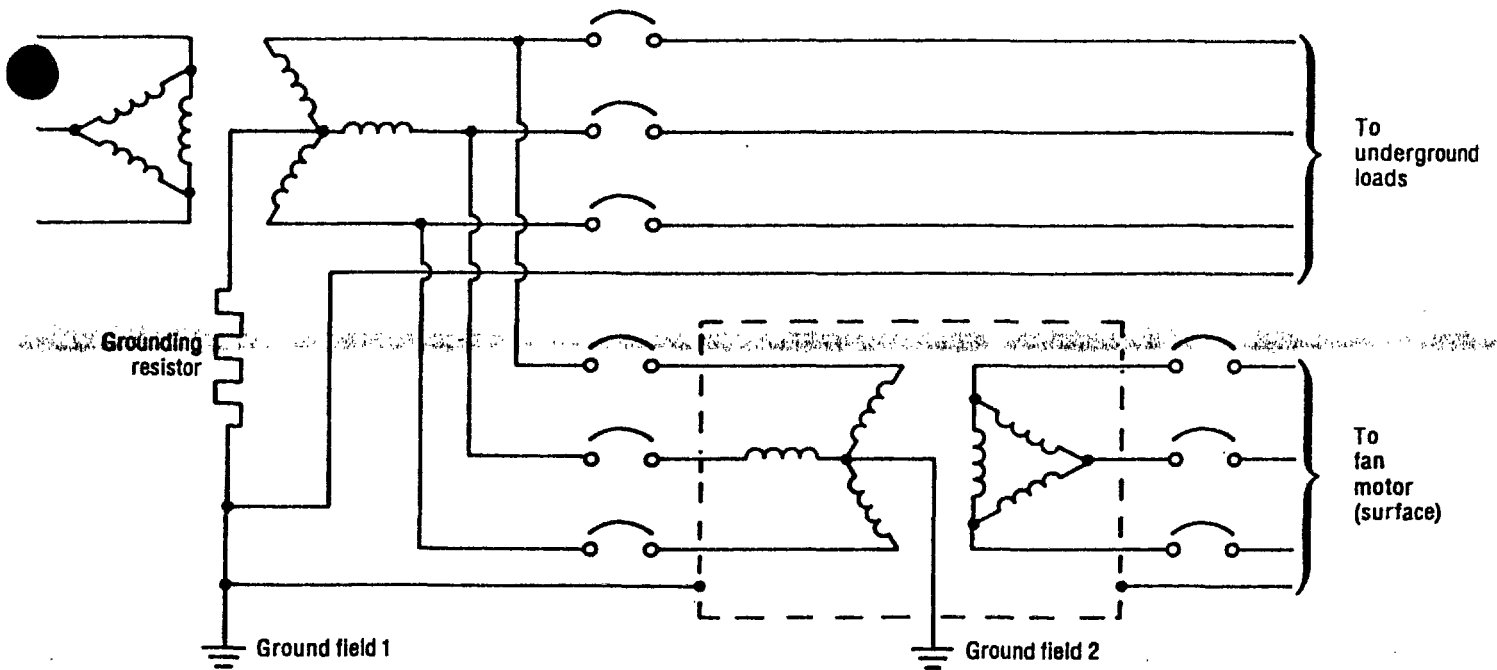 To
underground
loads
Grounding
resistor
To
fan
motor
(surface)
Ground field 1
Ground field 2